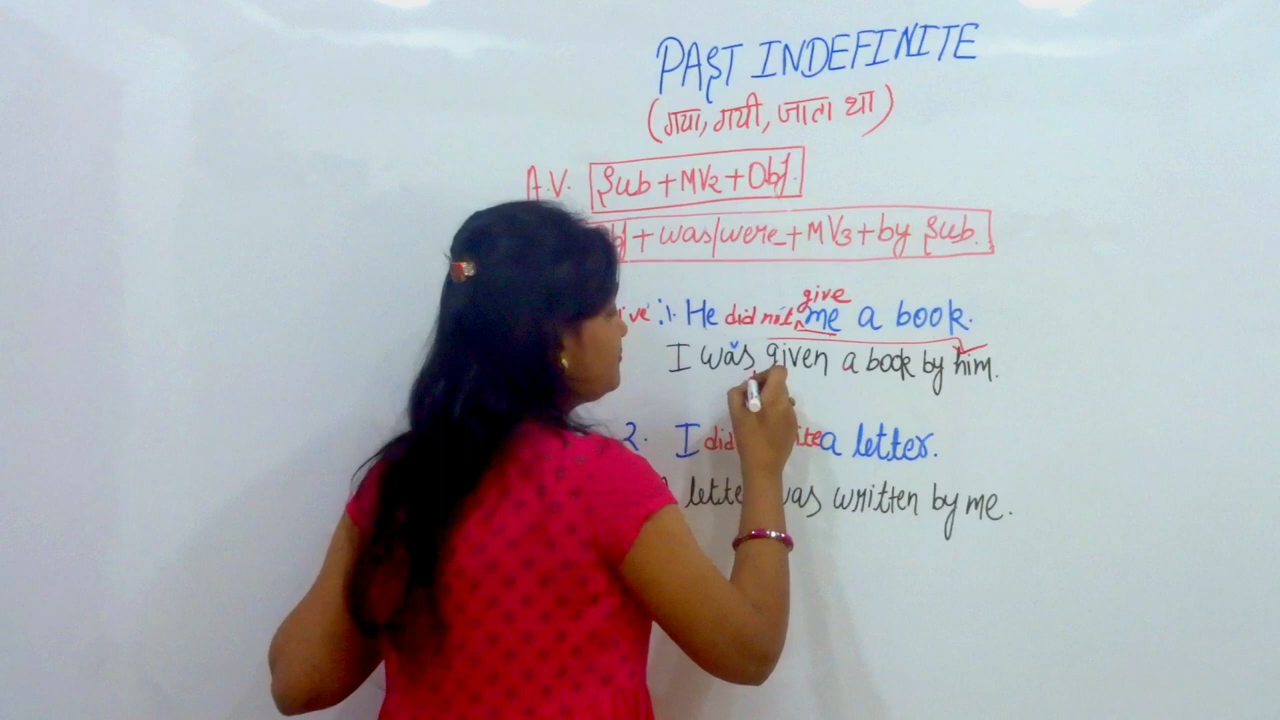 PAST INDEFINITE
(गया, गयी, जाता था)
A.V. Sub + MV2 + Obj.
+ was/were + MV3 + by Sub.
1. He did not give me a book.
I was given a book by him.
2. I did a letter.
was written by me.